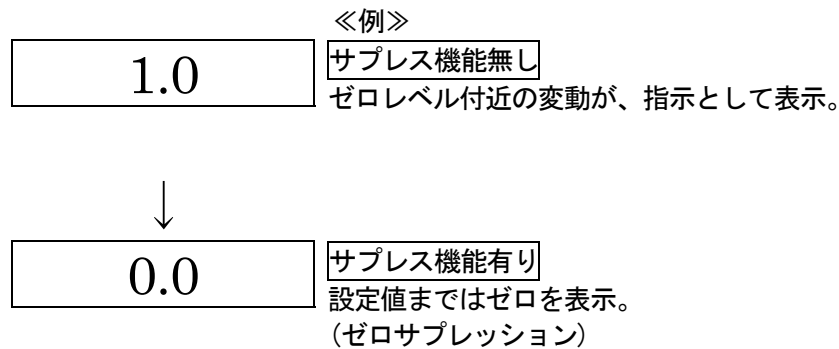 ≪例≫
1.0
サプレス機能無し
ゼロレベル付近の変動が、指示として表示。
↓
0.0
サプレス機能有り
設定値まではゼロを表示。
(ゼロサプレッション)